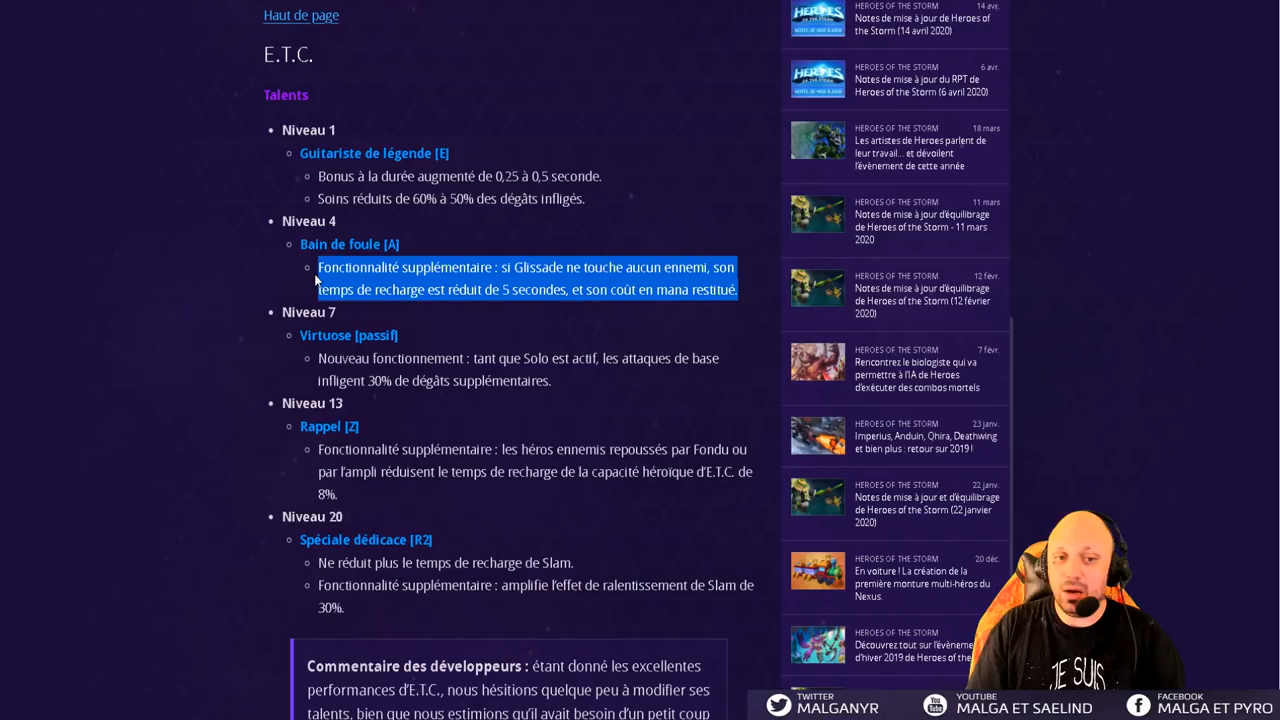 Haut de page
E.T.C.
Talents
Niveau 1
Guitariste de légende [E]
Bonus à la durée augmenté de 0,25 à 0,5 seconde.
Soins réduits de 60% à 50% des dégâts infligés.
Niveau 4
Bain de foule [A]
Fonctionnalité supplémentaire : si Glissade ne touche aucun ennemi, son
temps de recharge est réduit de 5 secondes, et son coût en mana restitué.
Niveau 7
Virtuose [passif]
Nouveau fonctionnement : tant que Solo est actif, les attaques de base
infligent 30% de dégâts supplémentaires.
Niveau 13
Rappel [Z]
Fonctionnalité supplémentaire : les héros ennemis repoussés par Fondu ou
par l'ampli réduisent le temps de recharge de la capacité héroïque d'E.T.C. de
8%.
Niveau 20
Spéciale dédicace [R2]
Ne réduit plus le temps de recharge de Slam.
Fonctionnalité supplémentaire : amplifie l'effet de ralentissement de Slam de
30%.
Commentaire des développeurs : étant donné les excellentes
performances d'E.T.C., nous hésitions quelque peu à modifier ses
talents, bien que nous estimions qu'il avait besoin d'un petit coup
HEROES
NOTES DE MISE À JOUR
14 avr.
Notes de mise à jour de Heroes of
the Storm (14 avril 2020)
HEROES
NOTES DE MISE À JOUR
HEROES OF THE STORM 6 avr.
Notes de mise à jour du RPT de
Heroes of the Storm (6 avril 2020)
HEROES OF THE STORM 18 mars
Les artistes de Heroes parlent de
leur travail... et dévoilent
l'évènement de cette année
HEROES OF THE STORM 11 mars
Notes de mise à jour d'équilibrage
de Heroes of the Storm - 11 mars
2020
HEROES OF THE STORM 12 févr.
Notes de mise à jour d'équilibrage
de Heroes of the Storm (12 février
2020)
HEROES OF THE STORM 7 févr.
Rencontrez le biologiste qui va
permettre à l'IA de Heroes
d'exécuter des combos mortels
HEROES OF THE STORM 23 janv.
Imperius, Anduin, Qhira, Deathwing
et bien plus : retour sur 2019 !
HEROES OF THE STORM 22 janv.
Notes de mise à jour et d'équilibrage
de Heroes of the Storm (22 janvier
2020)
HEROES OF THE STORM 20 déc.
En voiture ! La création de la
première monture multi-héros du
Nexus.
HEROES OF THE STORM
Découvrez tout sur l'évèneme
d'hiver 2019 de Heroes of the
JE SUIS
TWITTER
MALGANYR
YOUTUBE
MALGA ET SAELIND
FACEBOOK
MALGA ET PYRO